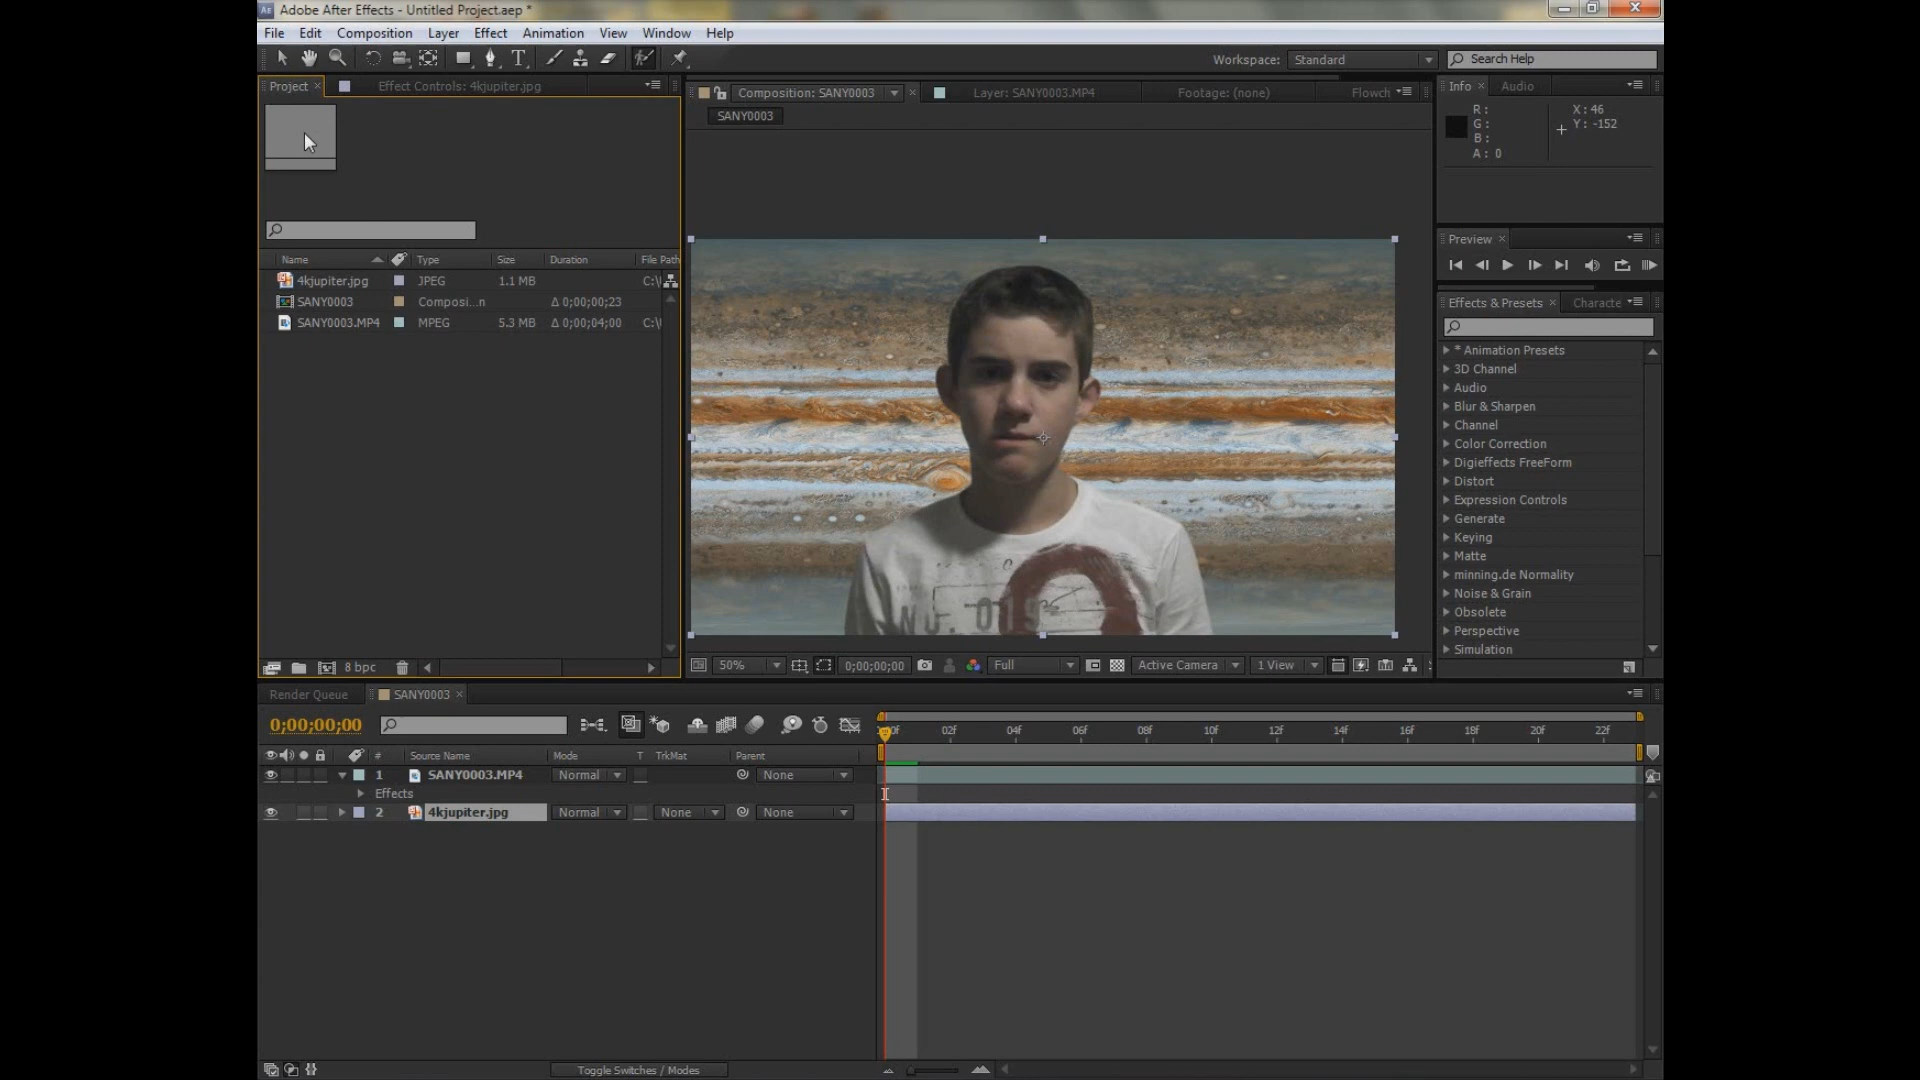 Adobe After Effects - Untitled Project.aep *
File Edit Composition Layer Effect Animation View Window Help
Workspace: Standard Search Help
Project Effect Controls: 4kjupiter.jpg
Composition: SANY0003 Layer: SANY0003.MP4 Footage: (none) Flowch
SANY0003
Info Audio
R:
G:
B:
A: 0
X: 46
Y: -152
Name Type Size Duration File Path
4kjupiter.jpg JPEG 1.1 MB C:\
SANY0003 Composi...n Δ 0;00;00;23
SANY0003.MP4 MPEG 5.3 MB Δ 0;00;04;00 C:\
NO. 019
Preview
Effects & Presets Characte
* Animation Presets
3D Channel
Audio
Blur & Sharpen
Channel
Color Correction
Digieffects FreeForm
Distort
Expression Controls
Generate
Keying
Matte
minning.de Normality
Noise & Grain
Obsolete
Perspective
Simulation
8 bpc
50% 0;00;00;00 Full Active Camera 1 View
Render Queue SANY0003
0;00;00;00
02f 04f 06f 08f 10f 12f 14f 16f 18f 20f 22f
# Source Name Mode T TrkMat Parent
1 SANY0003.MP4 Normal None
Effects
2 4kjupiter.jpg Normal None None
Toggle Switches / Modes